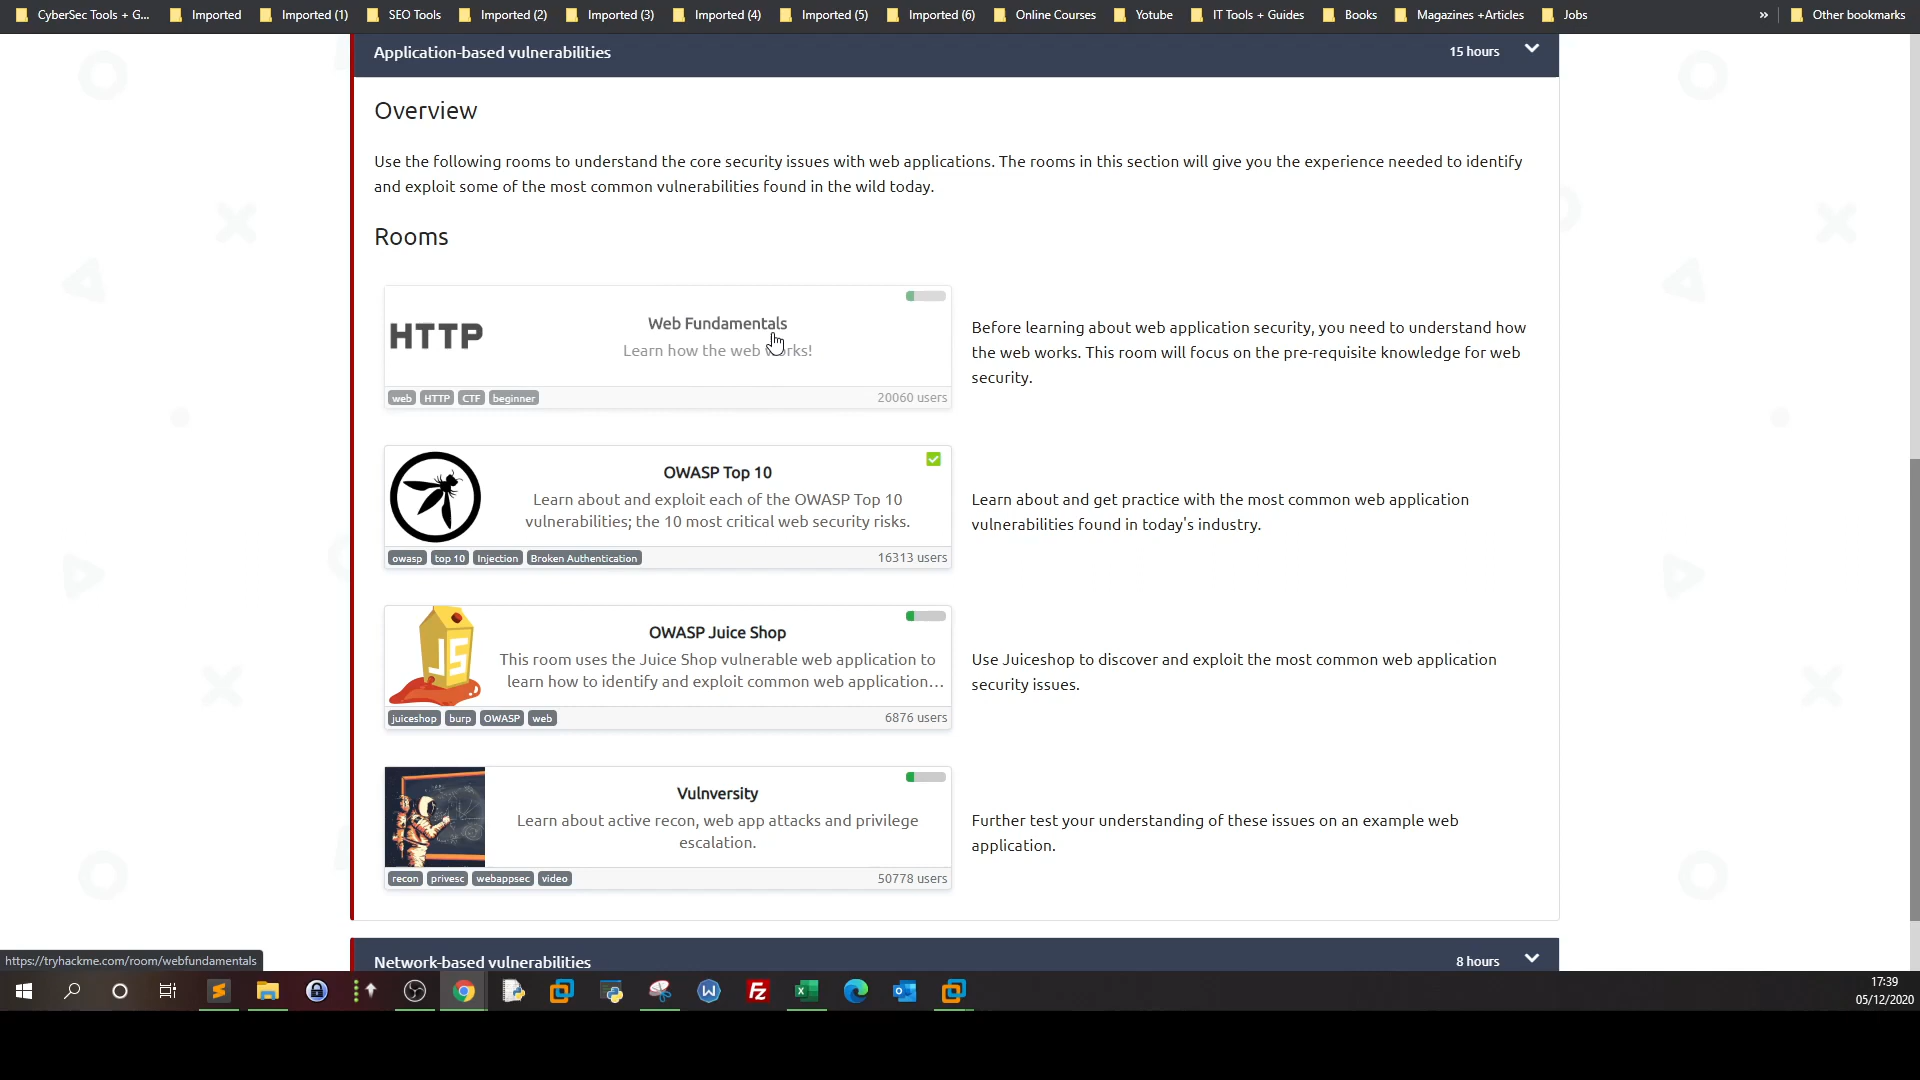 CyberSec Tools + G... Imported Imported (1) SEO Tools Imported (2) Imported (3) Imported (4) Imported (5) Imported (6) Online Courses Yotube IT Tools + Guides Books Magazines +Articles Jobs » Other bookmarks
Application-based vulnerabilities 15 hours
Overview
Use the following rooms to understand the core security issues with web applications. The rooms in this section will give you the experience needed to identify
and exploit some of the most common vulnerabilities found in the wild today.
Rooms
HTTP
Web Fundamentals
Learn how the web works!
web HTTP CTF beginner 20060 users
Before learning about web application security, you need to understand how
the web works. This room will focus on the pre-requisite knowledge for web
security.
OWASP Top 10
Learn about and exploit each of the OWASP Top 10
vulnerabilities; the 10 most critical web security risks.
owasp top 10 Injection Broken Authentication 16313 users
Learn about and get practice with the most common web application
vulnerabilities found in today's industry.
JS
OWASP Juice Shop
This room uses the Juice Shop vulnerable web application to
learn how to identify and exploit common web application...
juiceshop burp OWASP web 6876 users
Use Juiceshop to discover and exploit the most common web application
security issues.
Vulnversity
Learn about active recon, web app attacks and privilege
escalation.
recon privesc webappsec video 50778 users
Further test your understanding of these issues on an example web
application.
Network-based vulnerabilities 8 hours
https://tryhackme.com/room/webfundamentals
17:39
05/12/2020